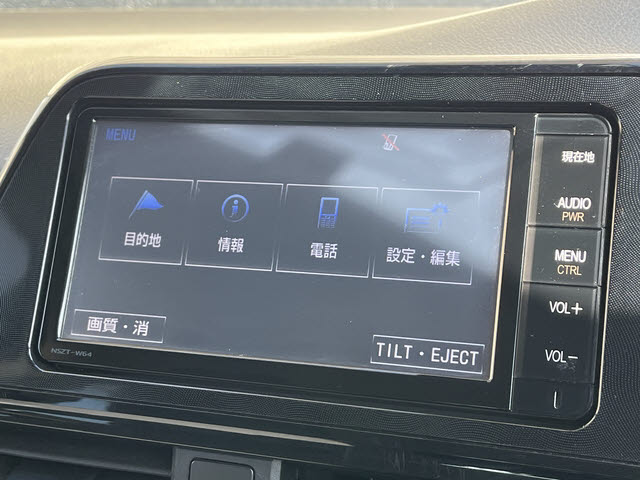 MENU
目的地
情報
電話
設定・編集
画質・消
TILT・EJECT
NSZT-W64
現在地
AUDIO
PWR
MENU
CTRL
VOL+
VOL−